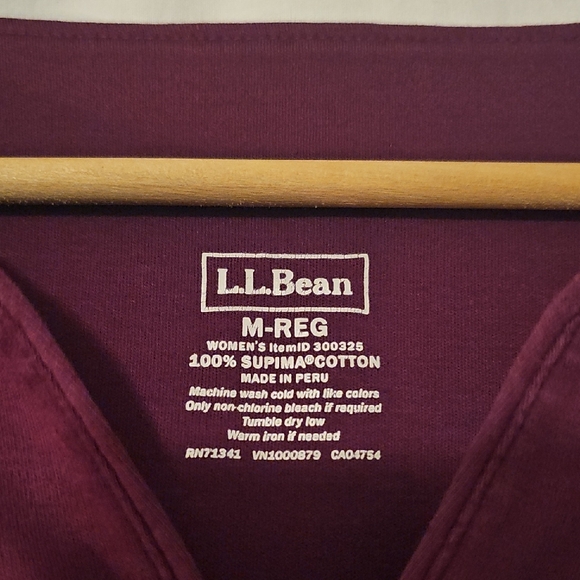 L.L.Bean
M-REG
WOMEN'S ItemID 300325
100% SUPIMA® COTTON
MADE IN PERU
Machine wash cold with like colors
Only non-chlorine bleach if required
Tumble dry low
Warm iron if needed
RN71341 VN1000879 CA04754